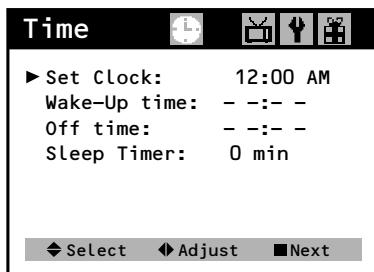 Time
▶ Set Clock: 12:00 AM
Wake-Up time: – –:– –
Off time: – –:– –
Sleep Timer: 0 min
◆ Select ◆ Adjust ■ Next